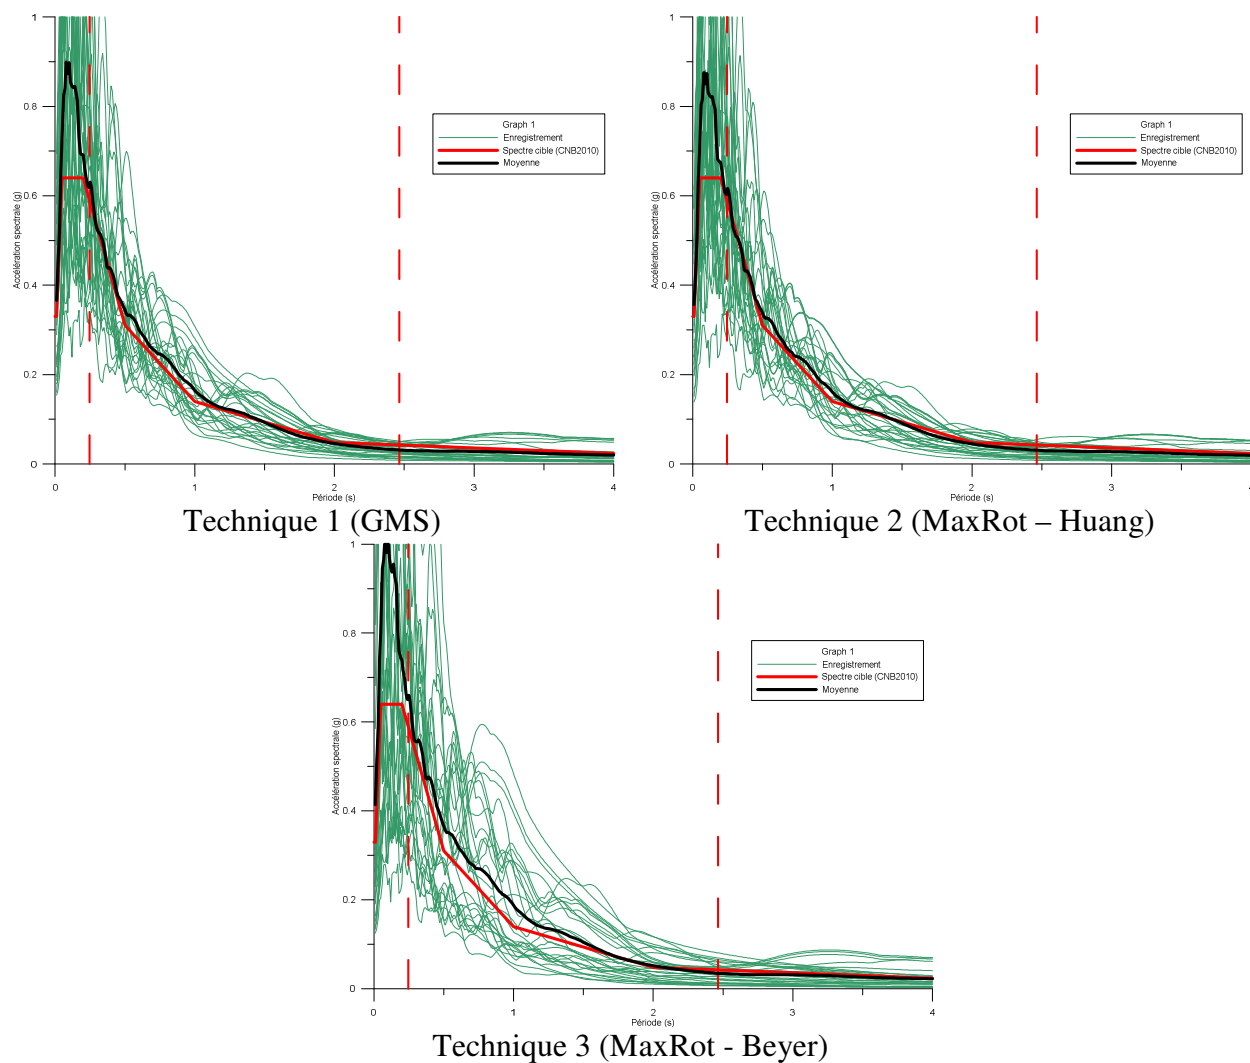 1
0.8
0.6
0.4
0.2
0
Accélération spectrale (g)
0
1
2
3
4
Période (s)
Graph 1
Enregistrement
Spectre cible (CNB2010)
Moyenne
Technique 1 (GMS)
1
0.8
0.6
0.4
0.2
0
Accélération spectrale (g)
0
1
2
3
4
Période (s)
Graph 1
Enregistrement
Spectre cible (CNB2010)
Moyenne
Technique 2 (MaxRot – Huang)
1
0.8
0.6
0.4
0.2
0
Accélération spectrale (g)
0
1
2
3
4
Période (s)
Graph 1
Enregistrement
Spectre cible (CNB2010)
Moyenne
Technique 3 (MaxRot - Beyer)